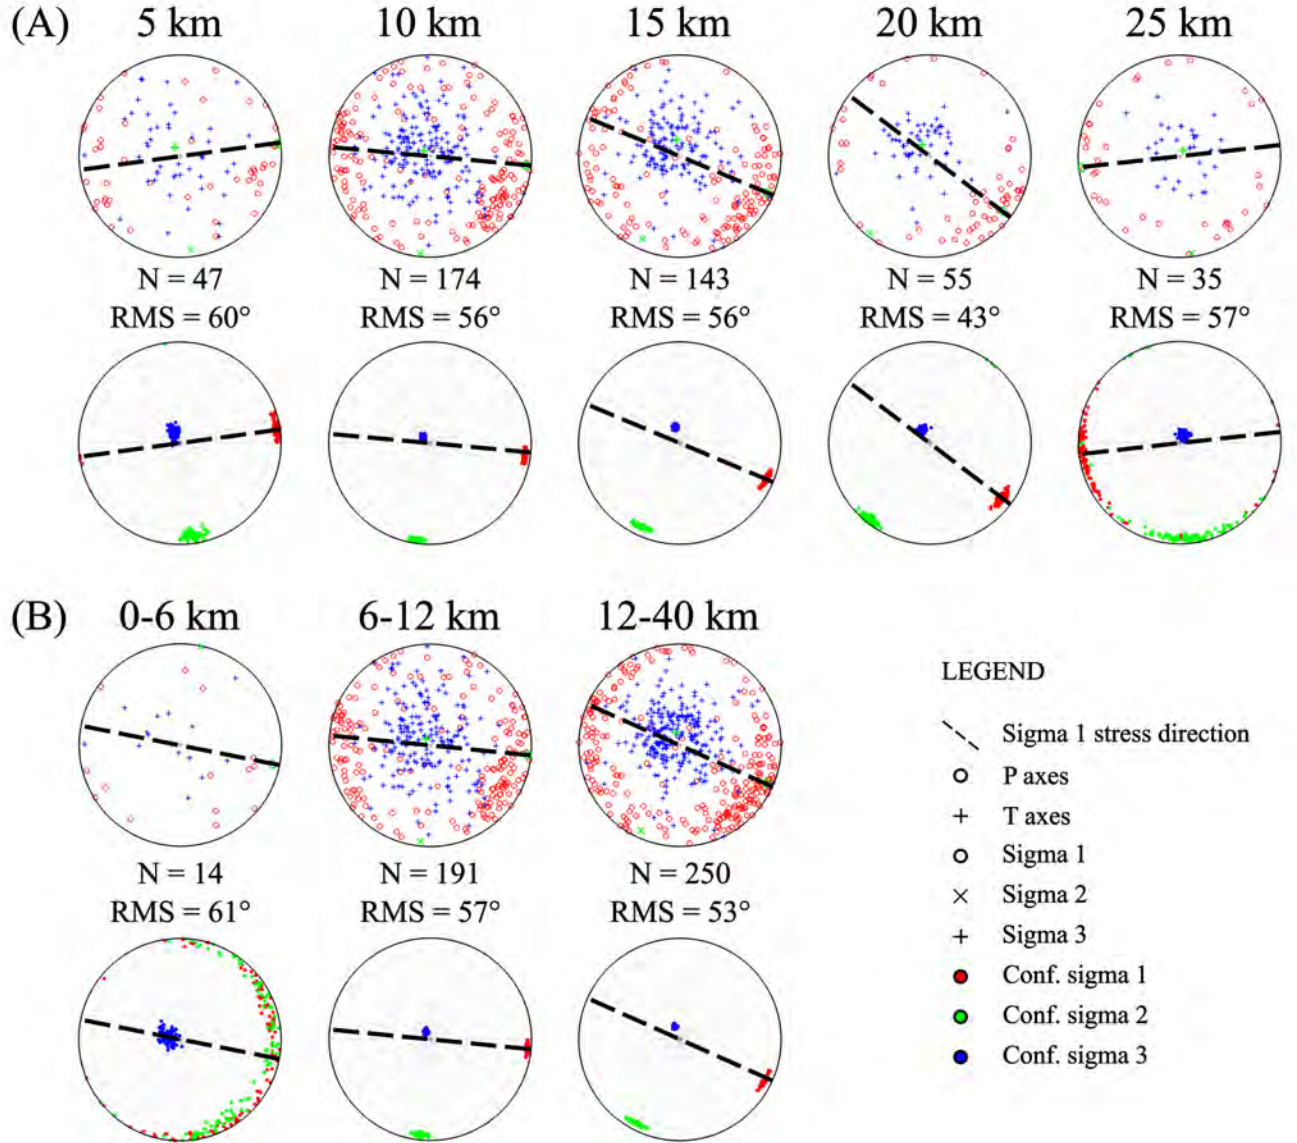 (A) 5 km 10 km 15 km 20 km 25 km
N = 47 N = 174 N = 143 N = 55 N = 35
RMS = 60° RMS = 56° RMS = 56° RMS = 43° RMS = 57°
(B) 0-6 km 6-12 km 12-40 km
N = 14 N = 191 N = 250
RMS = 61° RMS = 57° RMS = 53°
LEGEND
Sigma 1 stress direction
P axes
T axes
Sigma 1
Sigma 2
Sigma 3
Conf. sigma 1
Conf. sigma 2
Conf. sigma 3